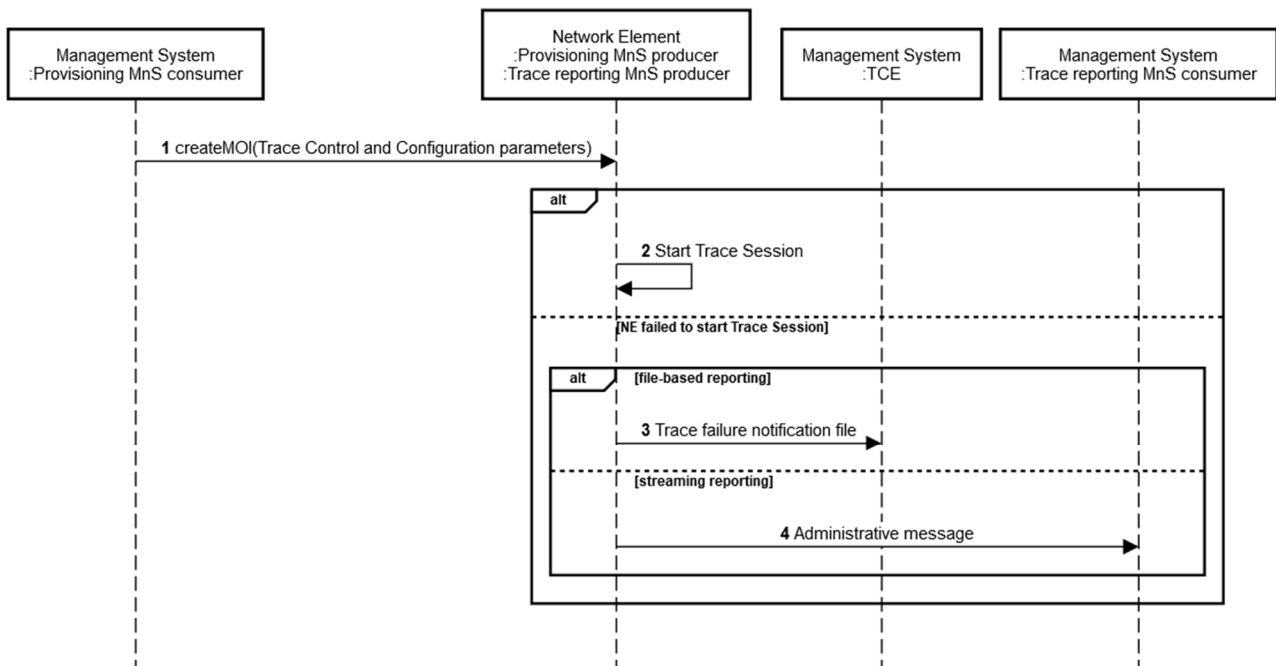 Management System
:Provisioning MnS consumer
Network Element
:Provisioning MnS producer
:Trace reporting MnS producer
Management System
:TCE
Management System
:Trace reporting MnS consumer
1 createMOI(Trace Control and Configuration parameters)
alt
2 Start Trace Session
[NE failed to start Trace Session]
alt
[file-based reporting]
3 Trace failure notification file
[streaming reporting]
4 Administrative message